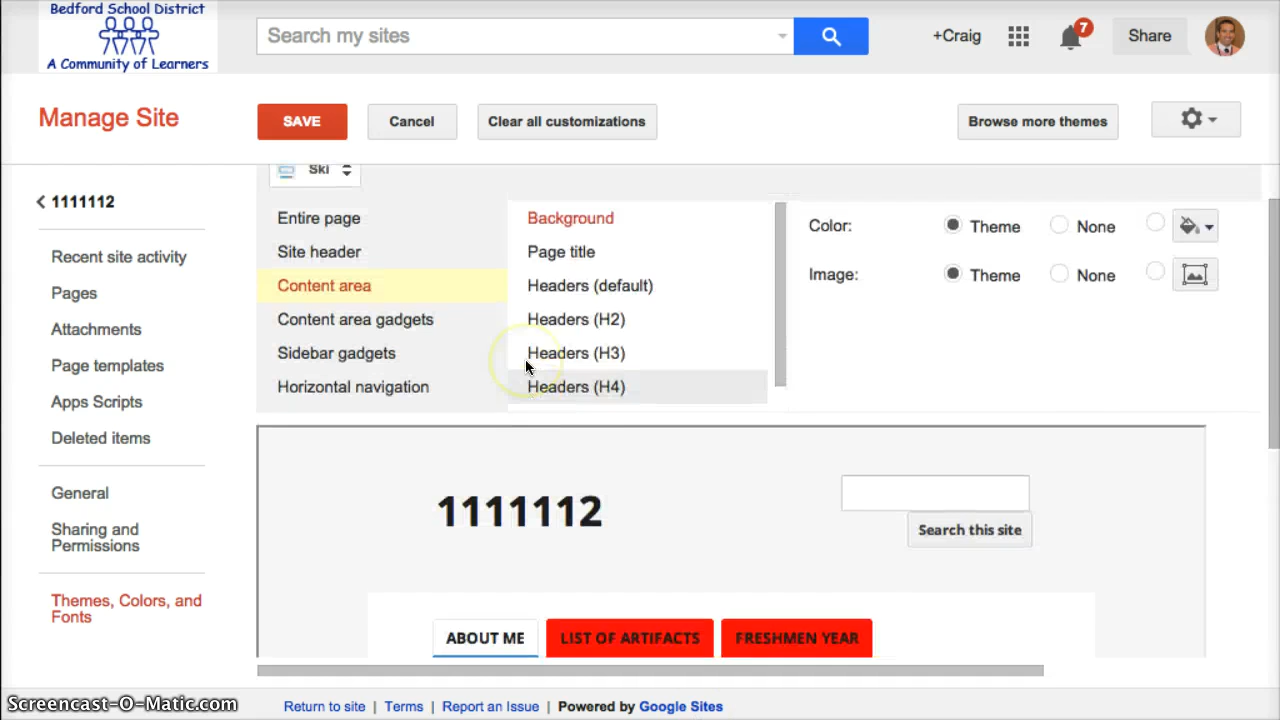 Bedford School District
A Community of Learners
Search my sites
+Craig
7
Share
Manage Site
SAVE
Cancel
Clear all customizations
Browse more themes
1111112
Recent site activity
Pages
Attachments
Page templates
Apps Scripts
Deleted items
General
Sharing and
Permissions
Themes, Colors, and
Fonts
Ski
Entire page
Site header
Content area
Content area gadgets
Sidebar gadgets
Horizontal navigation
Background
Page title
Headers (default)
Headers (H2)
Headers (H3)
Headers (H4)
Color:
Theme
None
Image:
Theme
None
1111112
Search this site
ABOUT ME
LIST OF ARTIFACTS
FRESHMEN YEAR
Screencast-O-Matic.com
Return to site | Terms | Report an Issue | Powered by Google Sites